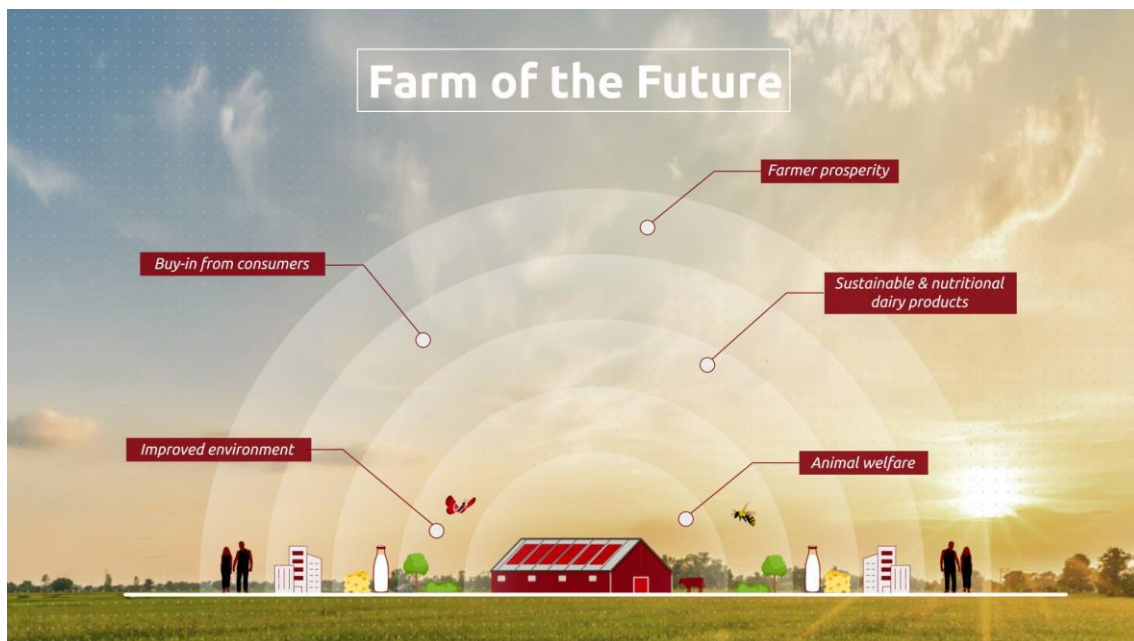 Farm of the Future
Farmer prosperity
Buy-in from consumers
Sustainable & nutritional
dairy products
Improved environment
Animal welfare